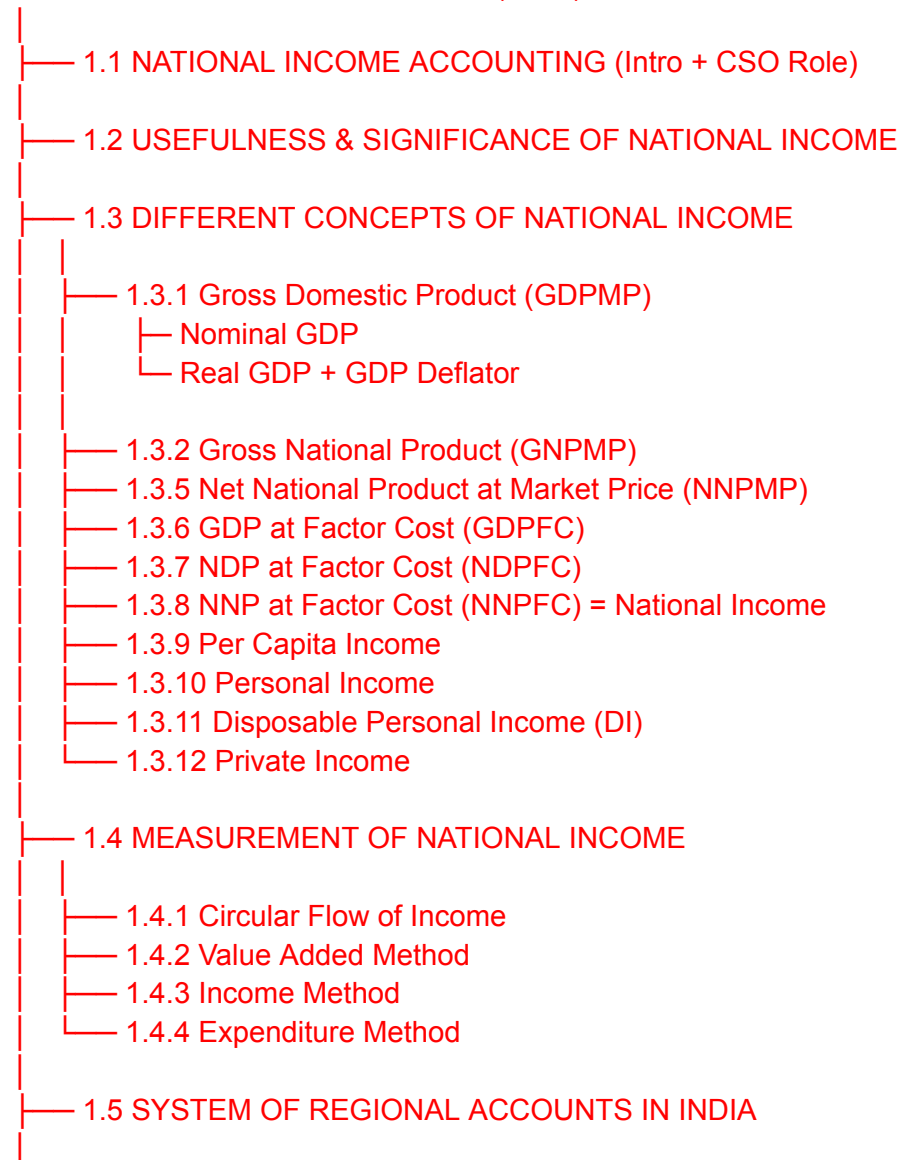 1.1 NATIONAL INCOME ACCOUNTING (Intro + CSO Role)
1.2 USEFULNESS & SIGNIFICANCE OF NATIONAL INCOME
1.3 DIFFERENT CONCEPTS OF NATIONAL INCOME
1.3.1 Gross Domestic Product (GDPMP)
Nominal GDP
Real GDP + GDP Deflator
1.3.2 Gross National Product (GNPMP)
1.3.5 Net National Product at Market Price (NNPMP)
1.3.6 GDP at Factor Cost (GDPFC)
1.3.7 NDP at Factor Cost (NDPFC)
1.3.8 NNP at Factor Cost (NNPFC) = National Income
1.3.9 Per Capita Income
1.3.10 Personal Income
1.3.11 Disposable Personal Income (DI)
1.3.12 Private Income
1.4 MEASUREMENT OF NATIONAL INCOME
1.4.1 Circular Flow of Income
1.4.2 Value Added Method
1.4.3 Income Method
1.4.4 Expenditure Method
1.5 SYSTEM OF REGIONAL ACCOUNTS IN INDIA